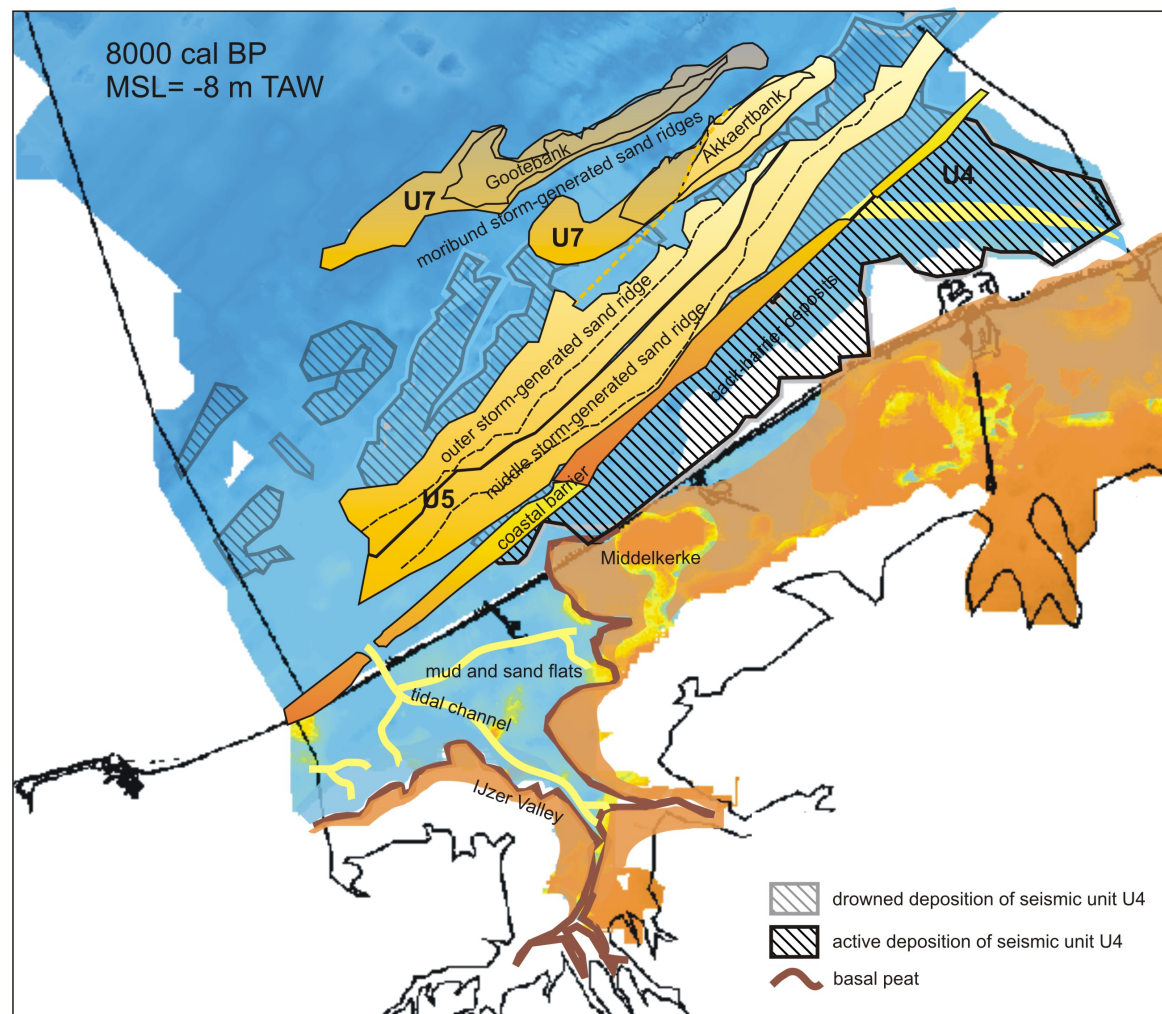 8000 cal BP
MSL= -8 m TAW
Gootebank
Akkaertbank
U7
moribund storm-generated sand ridges
U7
U4
outer storm-generated sand ridge
middle storm-generated sand ridge
back-barrier deposits
U5
coastal barrier
Middelkerke
mud and sand flats
tidal channel
IJzer Valley
drowned deposition of seismic unit U4
active deposition of seismic unit U4
basal peat